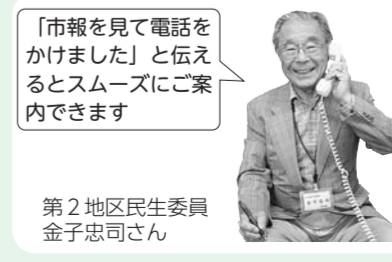 「市報を見て電話を
かけました」と伝え
るとスムーズにご案
内できます
第２地区民生委員
金子忠司さん